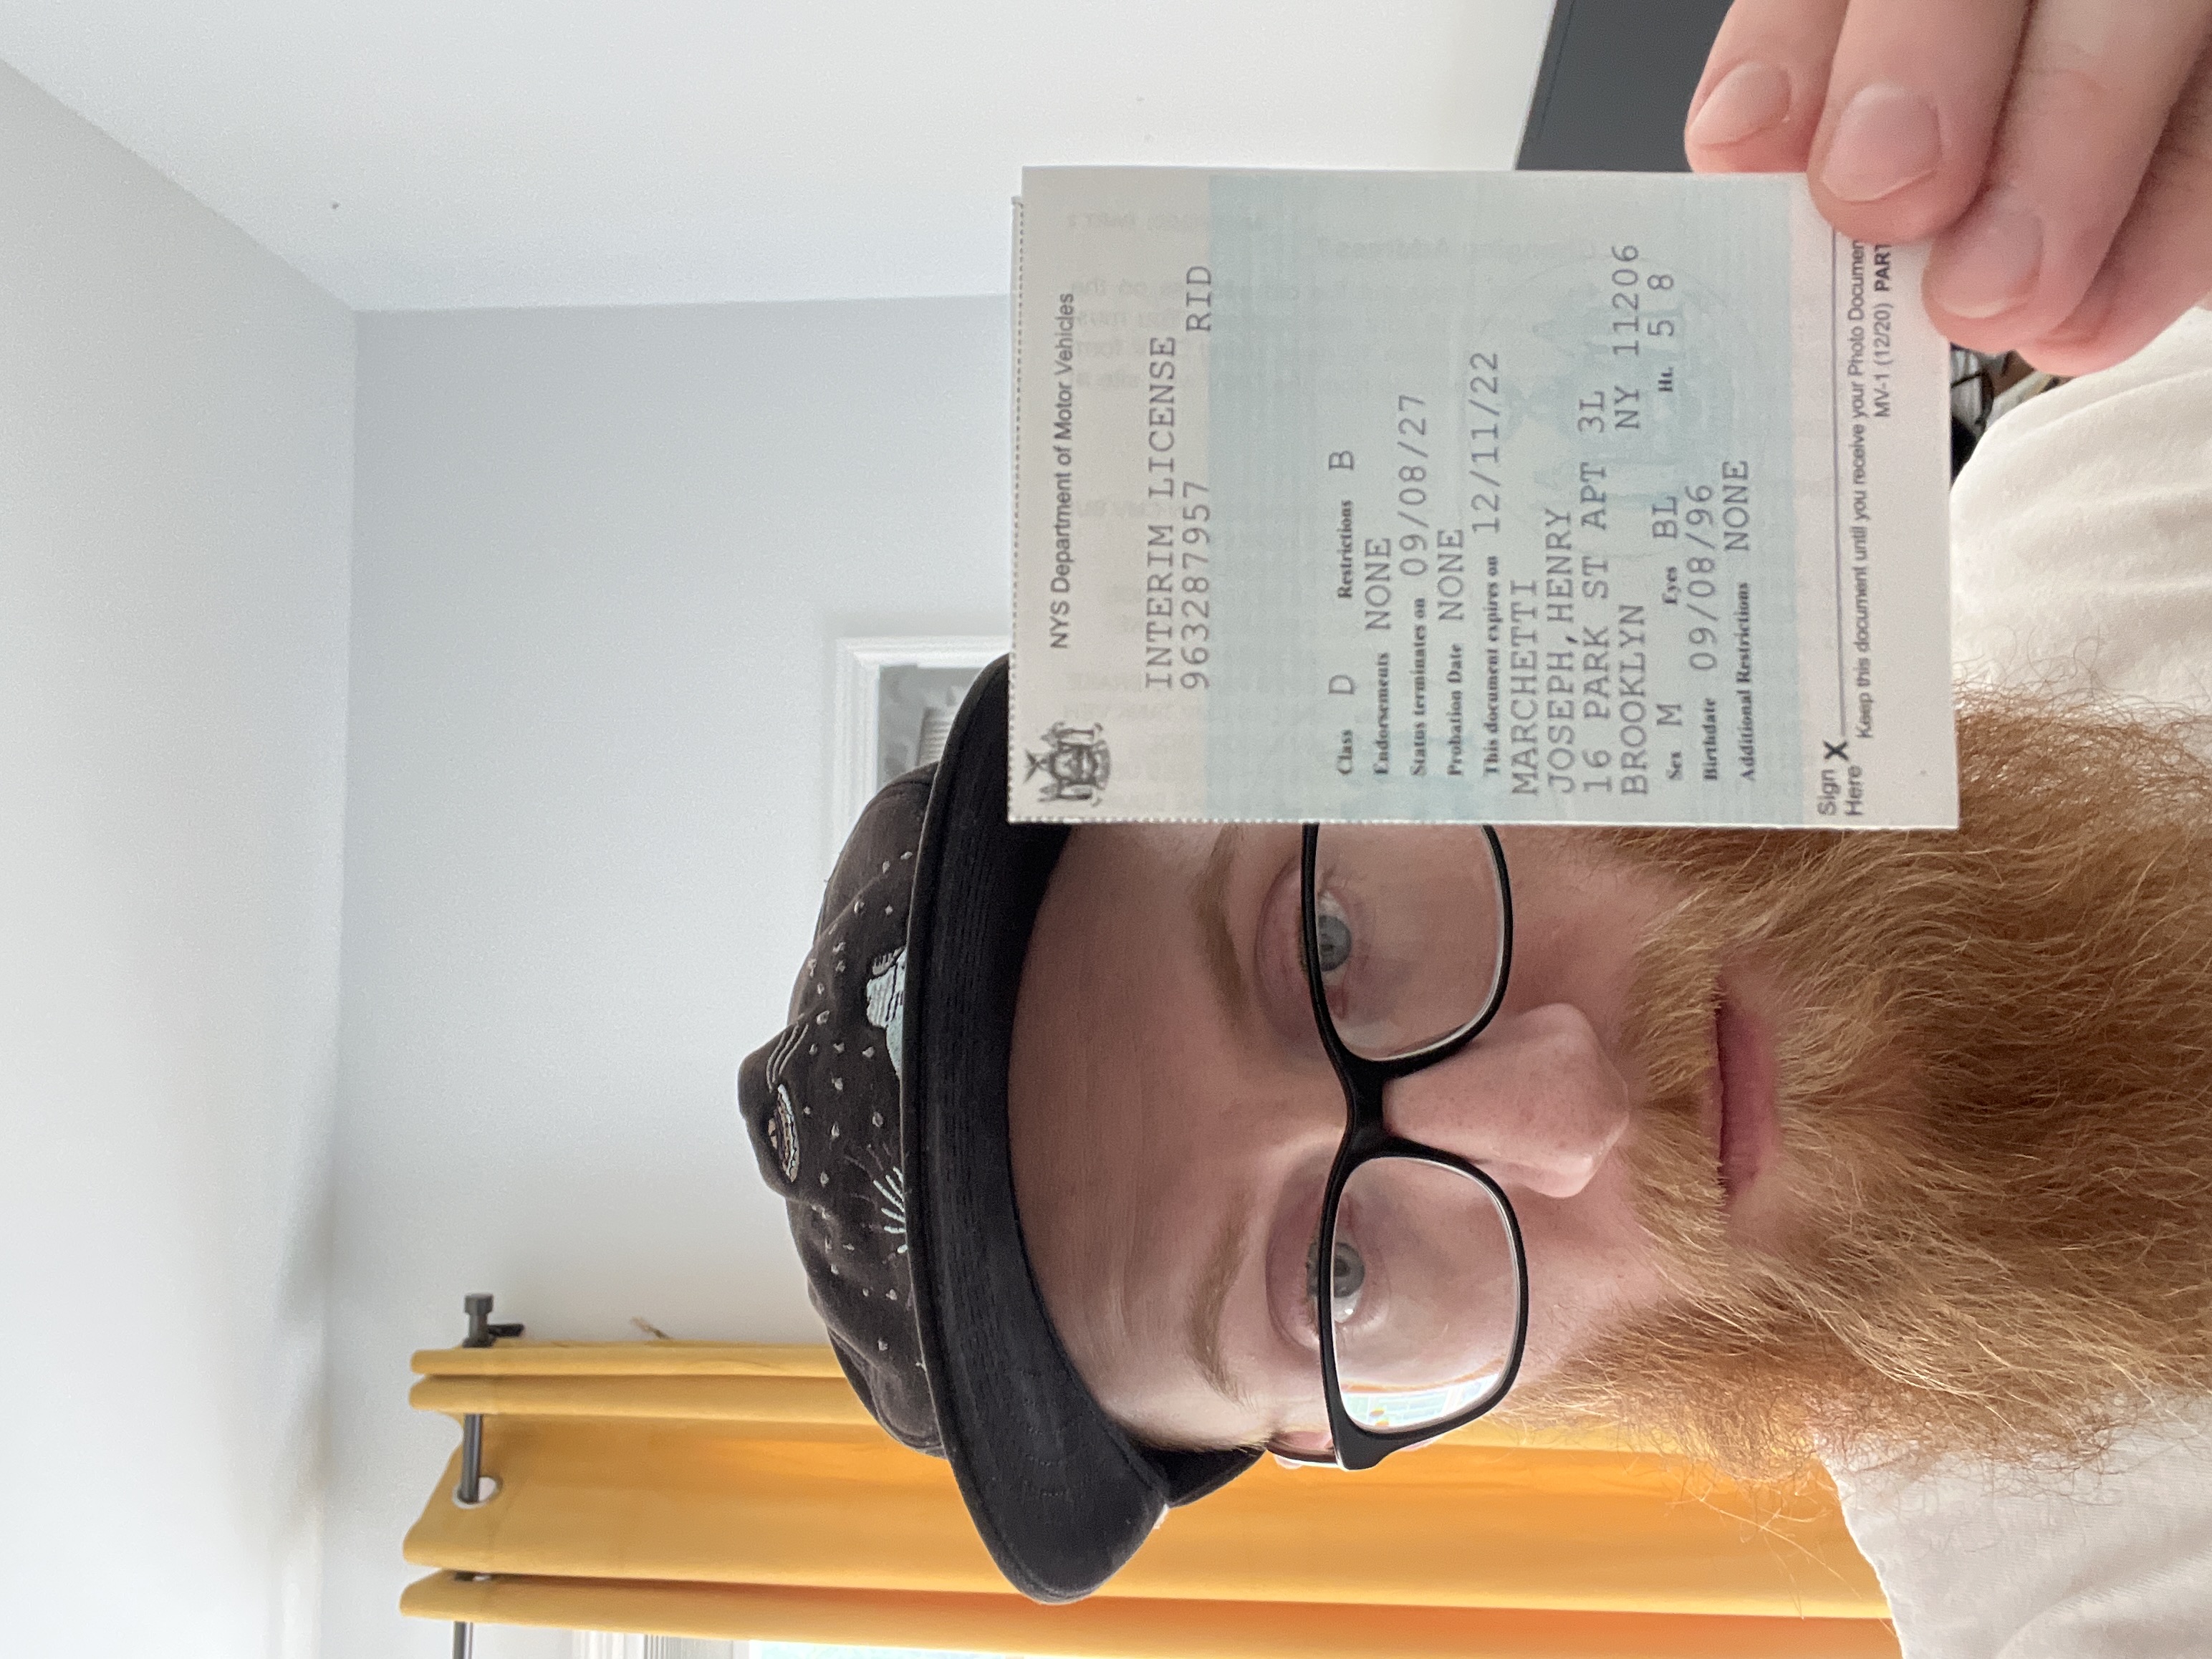 NYS Department of Motor Vehicles
INTERIM LICENSE
963287957 RID
Class D Restrictions B
Endorsements NONE
Status terminates on 09/08/27
Probation Date NONE
This document expires on 12/11/22
MARCHETTI
JOSEPH,HENRY
16 PARK ST APT 3L
BROOKLYN NY 11206
Sex M Eyes BL Ht. 5 8
Birthdate 09/08/96
Additional Restrictions NONE
Sign
Here X
Keep this document until you receive your Photo Documen
MV-1 (12/20) PART